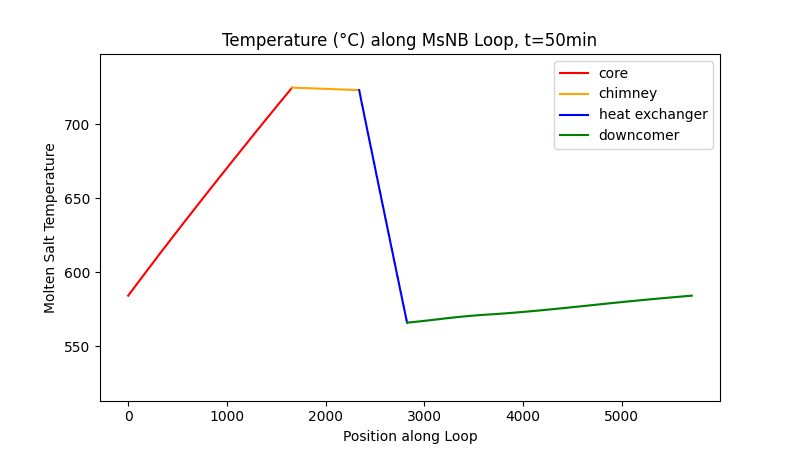 Temperature (°C) along MsNB Loop, t=50min
core
chimney
heat exchanger
downcomer
Molten Salt Temperature
700
650
600
550
0 1000 2000 3000 4000 5000
Position along Loop